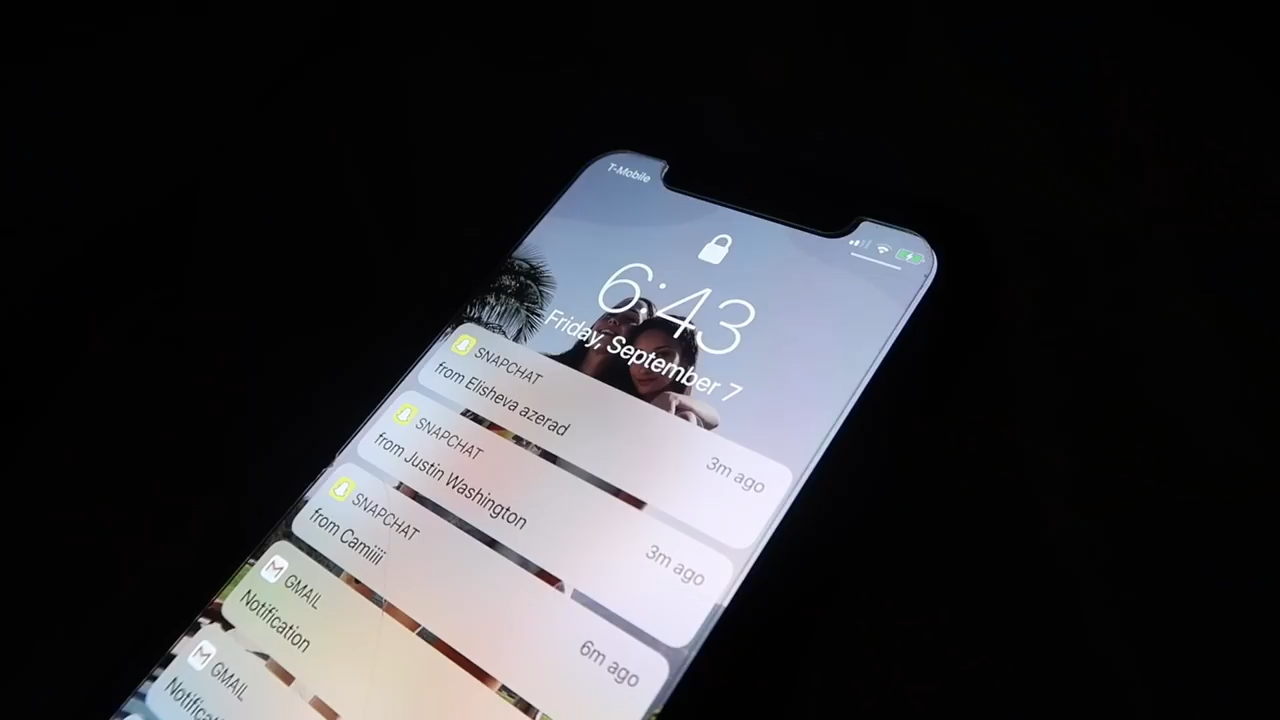 T-Mobile
6:43
Friday, September 7
SNAPCHAT
3m ago
from Elisheva azerad
SNAPCHAT
3m ago
from Justin Washington
SNAPCHAT
6m ago
from Camiiii
GMAIL
Notification
GMAIL